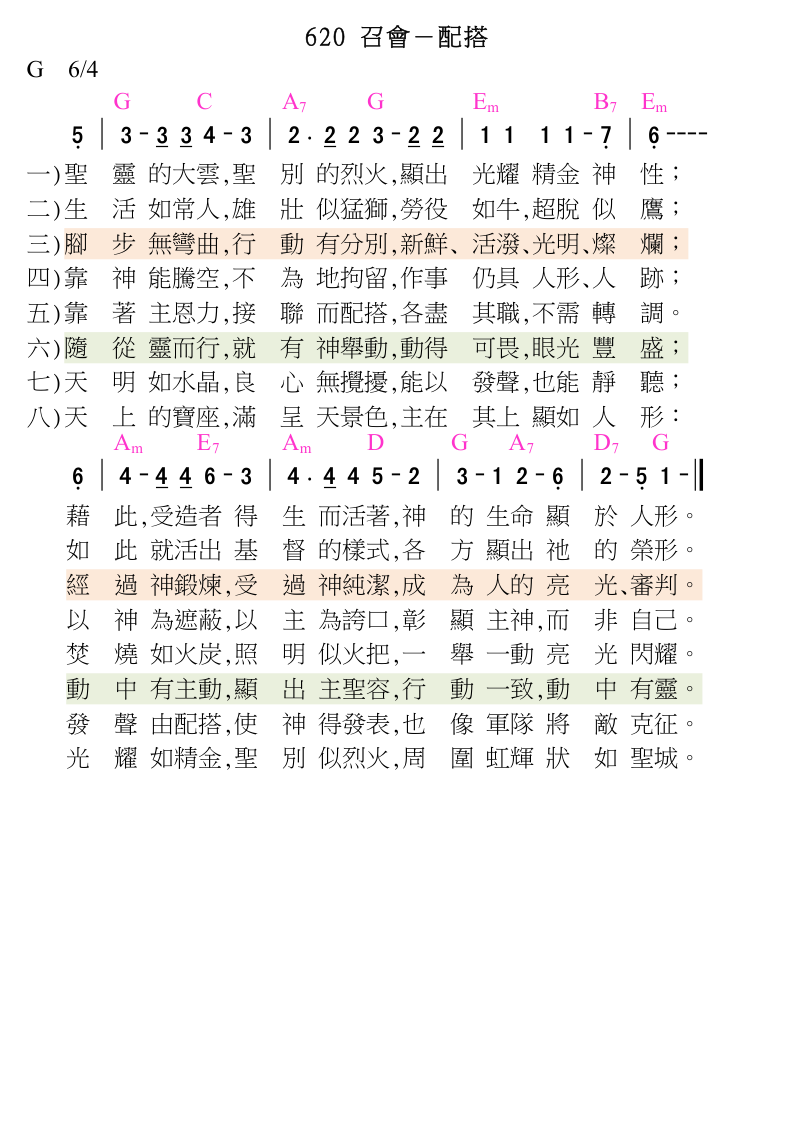 620 召會－配搭
G 6/4
G C A7 G Em B7 Em
5 | 3 - 3 3 4 - 3 | 2 . 2 2 3 - 2 2 | 1 1 1 1 - 7 | 6 ----
一)聖 靈 的大雲,聖 別 的烈火,顯出 光耀 精金 神 性；
二)生 活 如常人,雄 壯 似猛獅,勞役 如牛,超脫 似 鷹；
三)腳 步 無彎曲,行 動 有分別,新鮮、活潑、光明、燦 爛；
四)靠 神 能騰空,不 為 地拘留,作事 仍具 人形、人 跡；
五)靠 著 主恩力,接 聯 而配搭,各盡 其職,不需 轉 調。
六)隨 從 靈而行,就 有 神舉動,動得 可畏,眼光 豐 盛；
七)天 明 如水晶,良 心 無攪擾,能以 發聲,也能 靜 聽；
八)天 上 的寶座,滿 呈 天景色,主在 其上 顯如 人 形：
Am E7 Am D G A7 D7 G
6 | 4 - 4 4 6 - 3 | 4 . 4 4 5 - 2 | 3 - 1 2 - 6 | 2 - 5 1 - ||
藉 此,受造者 得 生 而活著,神 的 生命 顯 於 人形。
如 此 就活出 基 督 的樣式,各 方 顯出 祂 的 榮形。
經 過 神鍛煉,受 過 神純潔,成 為 人的 亮 光、審判。
以 神 為遮蔽,以 主 為誇口,彰 顯 主神,而 非 自己。
焚 燒 如火炭,照 明 似火把,一 舉 一動 亮 光 閃耀。
動 中 有主動,顯 出 主聖容,行 動 一致,動 中 有靈。
發 聲 由配搭,使 神 得發表,也 像 軍隊 將 敵 克征。
光 耀 如精金,聖 別 似烈火,周 圍 虹輝 狀 如 聖城。